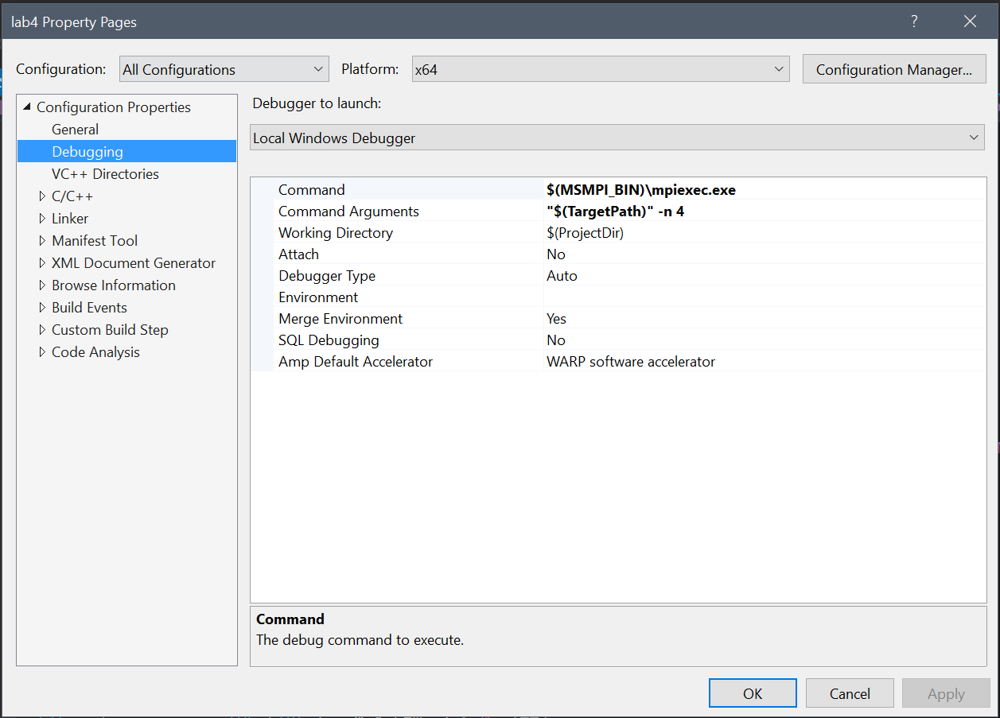 lab4 Property Pages
?
Configuration: All Configurations Platform: x64 Configuration Manager...
Configuration Properties
General
Debugging
VC++ Directories
C/C++
Linker
Manifest Tool
XML Document Generator
Browse Information
Build Events
Custom Build Step
Code Analysis
Debugger to launch:
Local Windows Debugger
Command $(MSMPI_BIN)\mpiexec.exe
Command Arguments "$(TargetPath)" -n 4
Working Directory $(ProjectDir)
Attach No
Debugger Type Auto
Environment
Merge Environment Yes
SQL Debugging No
Amp Default Accelerator WARP software accelerator
Command
The debug command to execute.
OK Cancel Apply